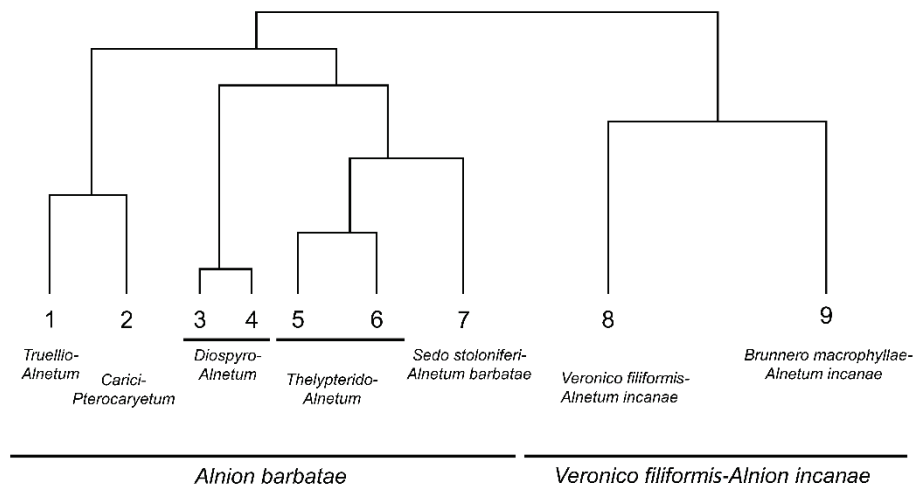 1 2 3 4 5 6 7 8 9
Truellio-
Alnetum
Carici-
Pterocaryetum
Diospyro-
Alnetum
Thelypterido-
Alnetum
Sedo stoloniferi-
Alnetum barbatae
Veronico filiformis-
Alnetum incanae
Brunnero macrophyllae-
Alnetum incanae
Alnion barbatae
Veronico filiformis-Alnion incanae